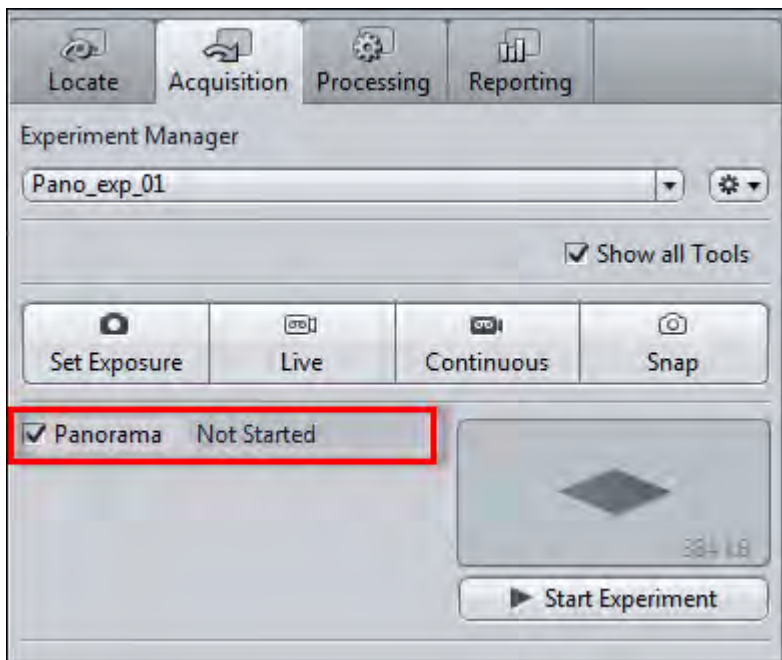 Locate Acquisition Processing Reporting
Experiment Manager
Pano_exp_01
Show all Tools
Set Exposure Live Continuous Snap
Panorama Not Started
Start Experiment